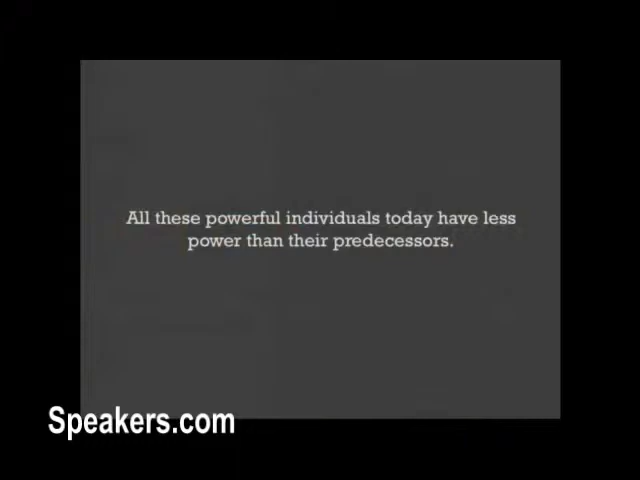 All these powerful individuals today have less
power than their predecessors.
Speakers.com